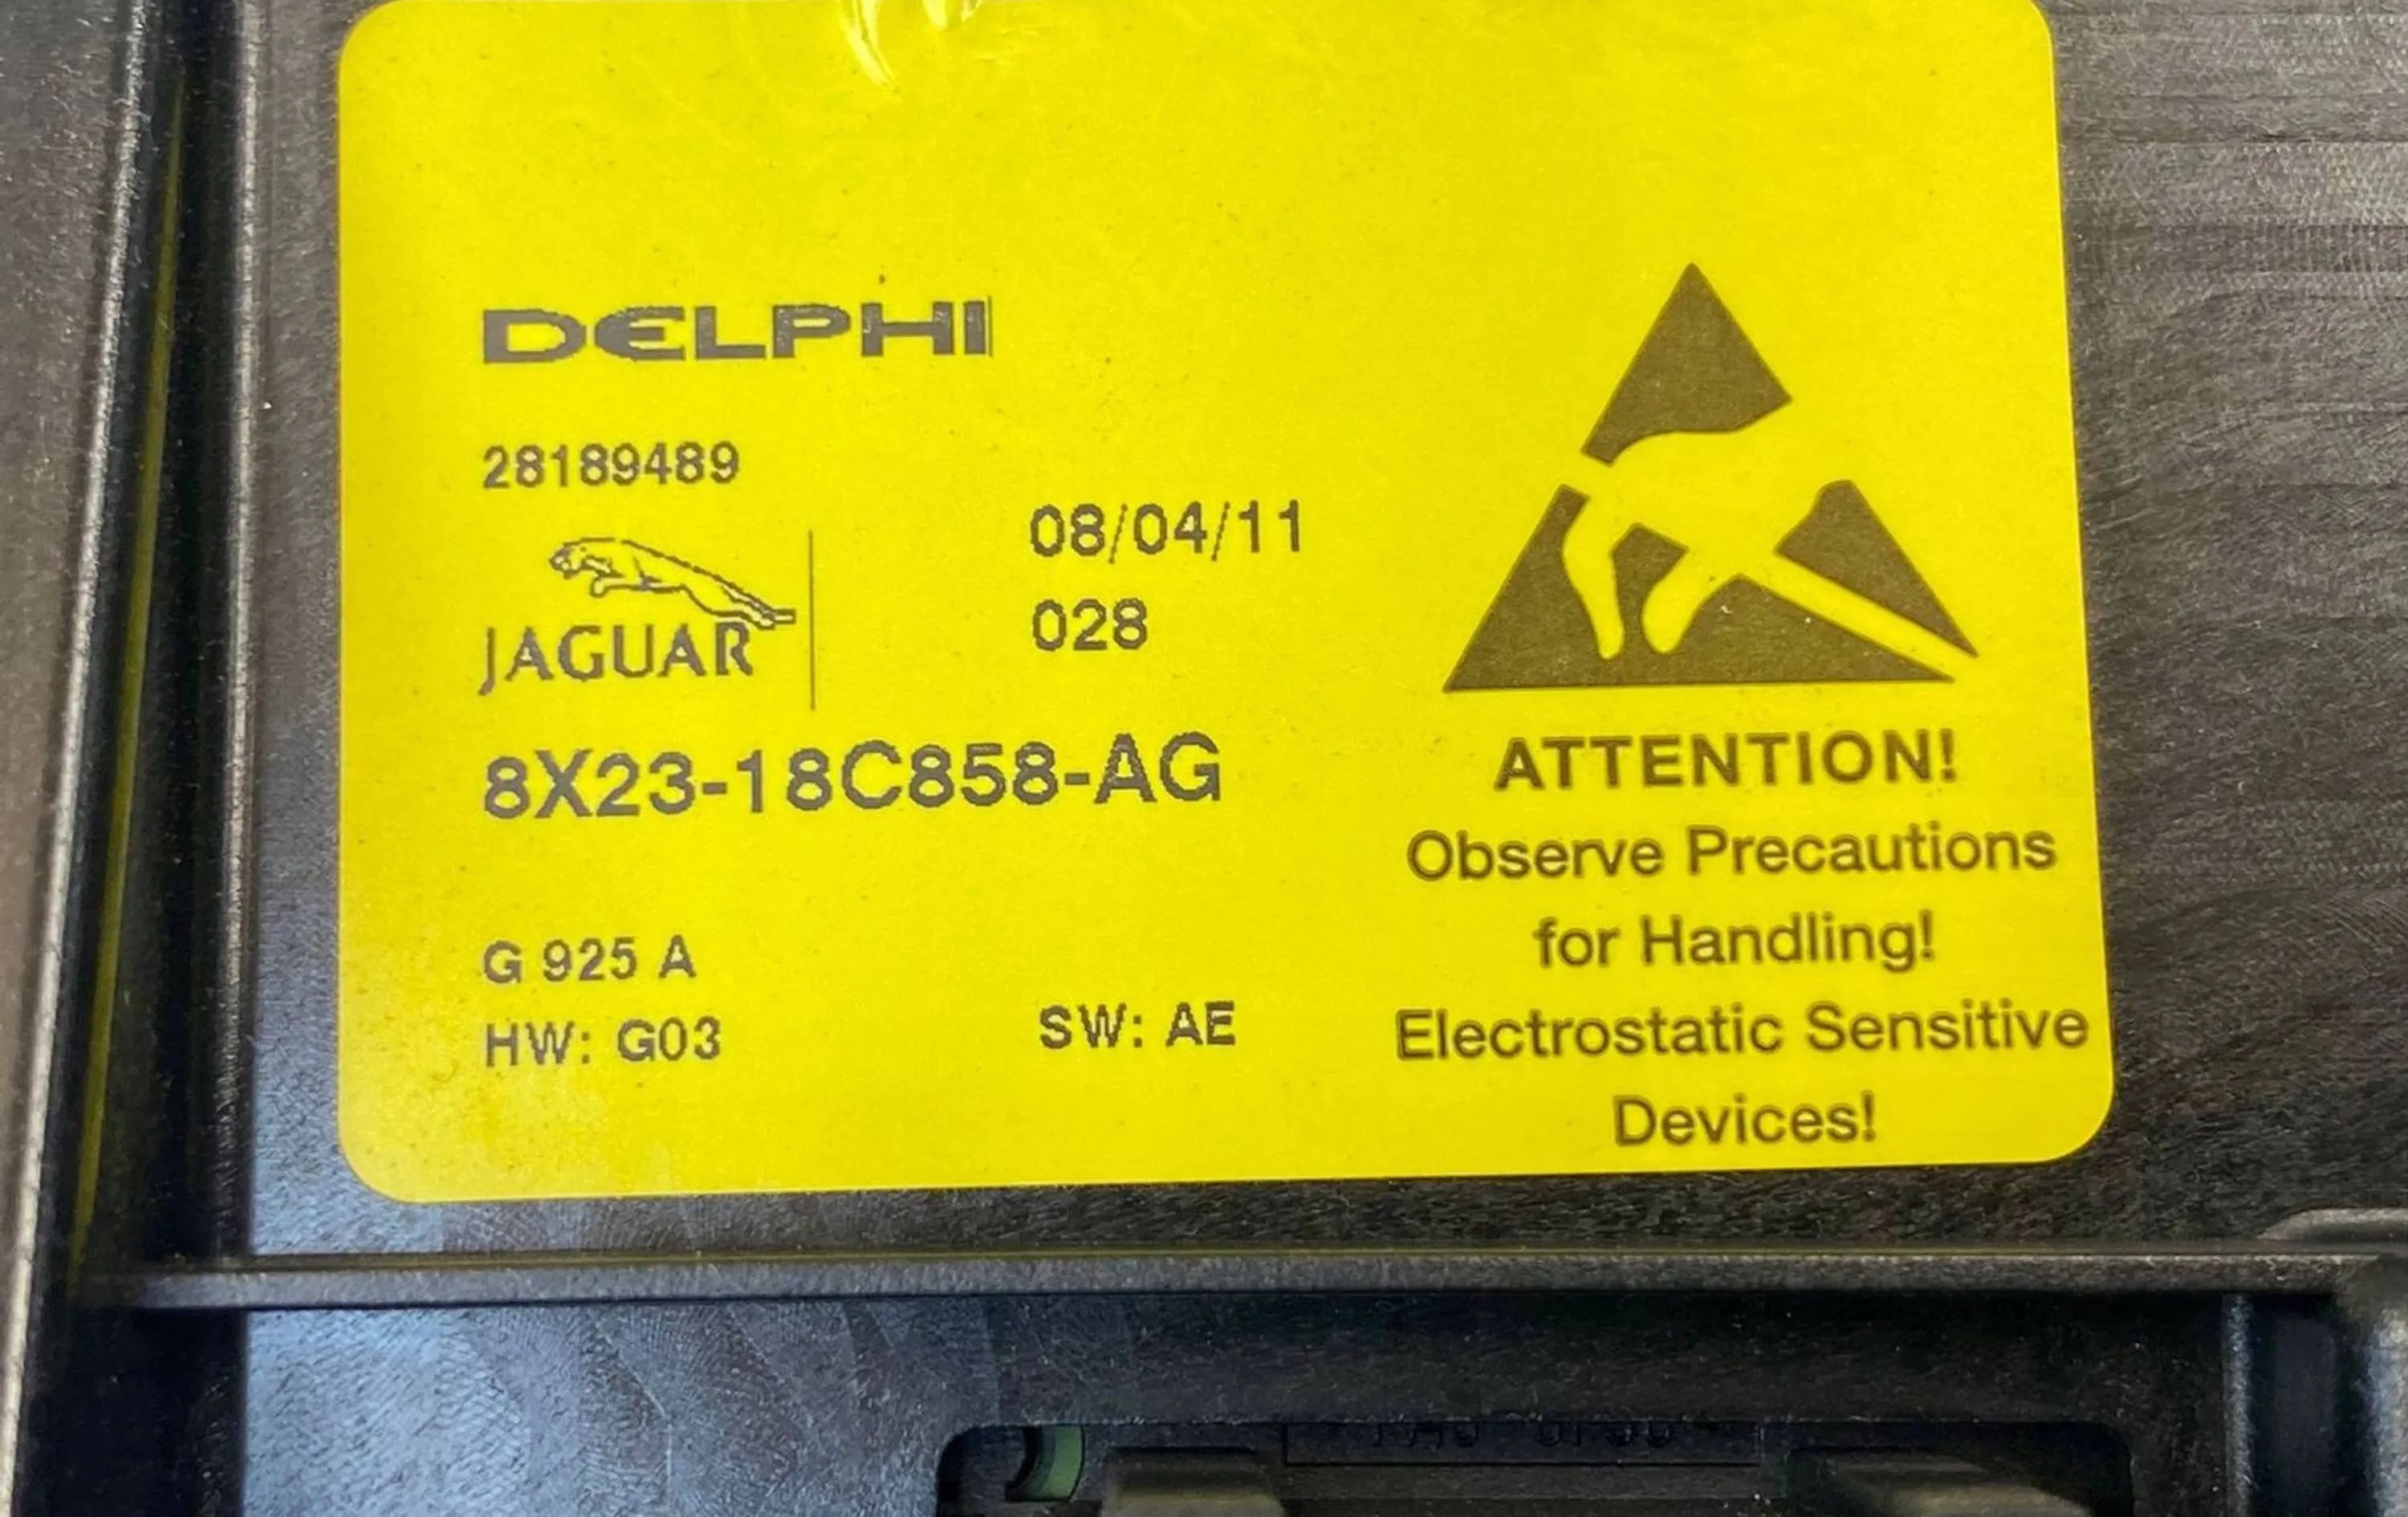 DELPHI
28189489
JAGUAR
08/04/11
028
8X23-18C858-AG
G 925 A
HW: G03
SW: AE
ATTENTION!
Observe Precautions
for Handling!
Electrostatic Sensitive
Devices!